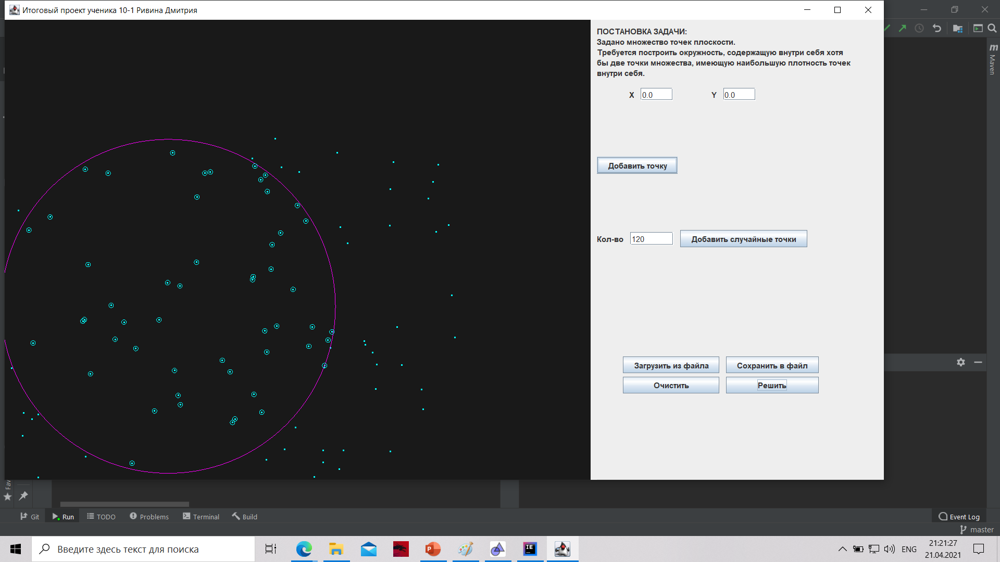 Итоговый проект ученика 10-1 Ривина Дмитрия
ПОСТАНОВКА ЗАДАЧИ:
Задано множество точек плоскости.
Требуется построить окружность, содержащую внутри себя хотя
бы две точки множества, имеющую наибольшую плотность точек
внутри себя.
X 0.0 Y 0.0
Добавить точку
Кол-во 120 Добавить случайные точки
Загрузить из файла Сохранить в файл
Очистить Решить
m
Maven
Fav
Git Run TODO Problems Terminal Build Event Log
master
Введите здесь текст для поиска
P
IE
ENG
21:21:27
21.04.2021